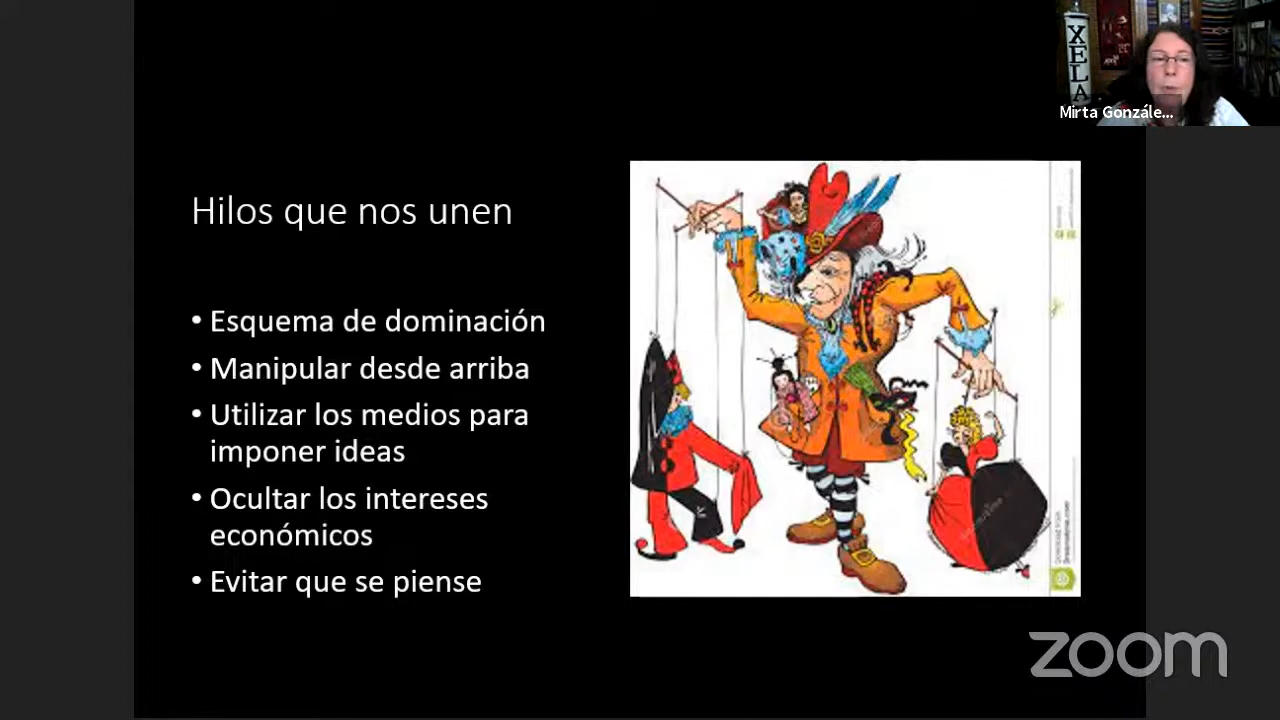 XELA
Mirta Gonzále...
Hilos que nos unen
• Esquema de dominación
• Manipular desde arriba
• Utilizar los medios para
imponer ideas
• Ocultar los intereses
económicos
• Evitar que se piense
zoom